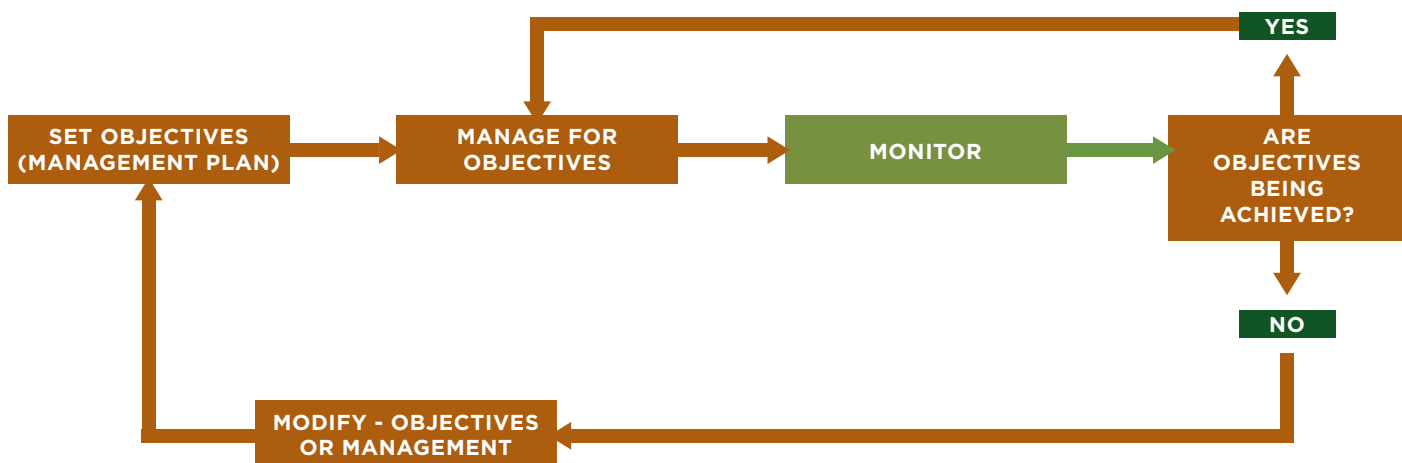 YES
SET OBJECTIVES
(MANAGEMENT PLAN)
MANAGE FOR
OBJECTIVES
MONITOR
ARE
OBJECTIVES
BEING
ACHIEVED?
NO
MODIFY - OBJECTIVES
OR MANAGEMENT